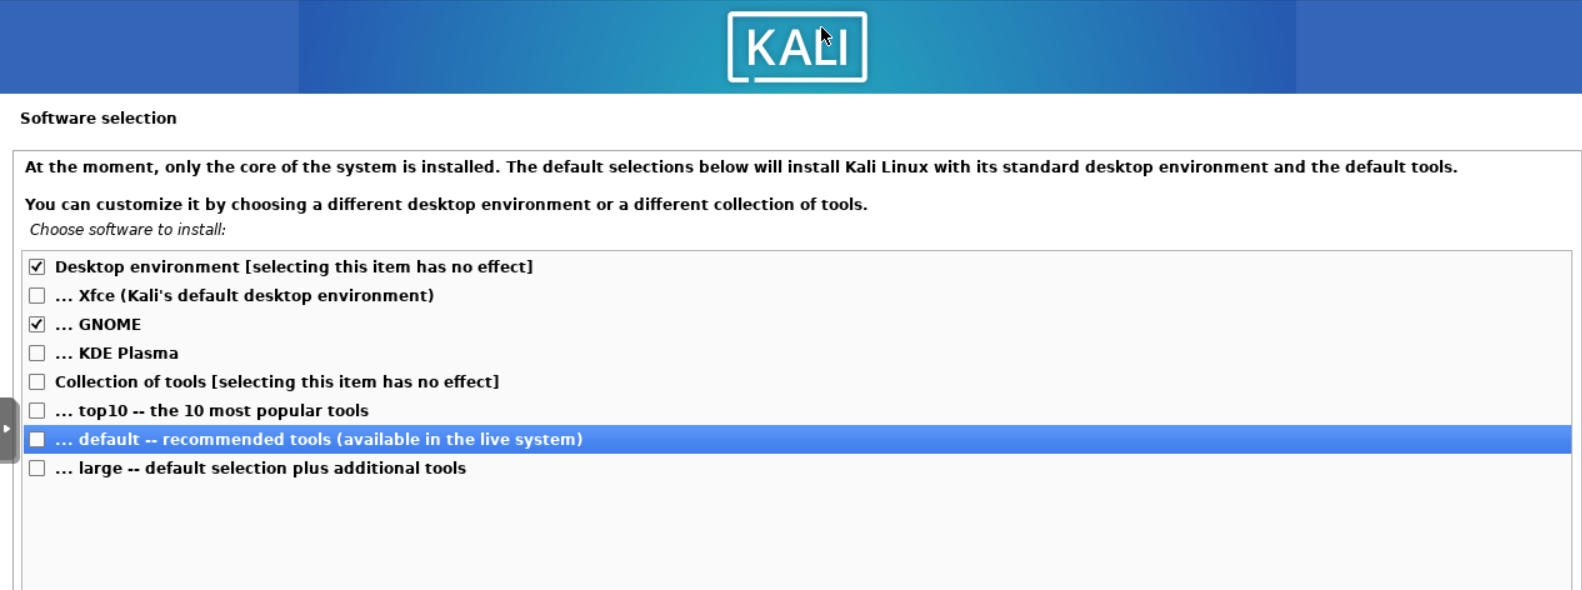 KALI
Software selection
At the moment, only the core of the system is installed. The default selections below will install Kali Linux with its standard desktop environment and the default tools.
You can customize it by choosing a different desktop environment or a different collection of tools.
Choose software to install:
Desktop environment [selecting this item has no effect]
... Xfce (Kali's default desktop environment)
... GNOME
... KDE Plasma
Collection of tools [selecting this item has no effect]
... top10 -- the 10 most popular tools
... default -- recommended tools (available in the live system)
... large -- default selection plus additional tools